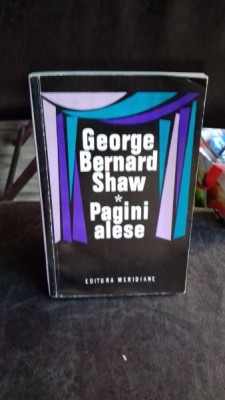 George
Bernard
Shaw
*
Pagini
alese
EDITURA MERIDIANE